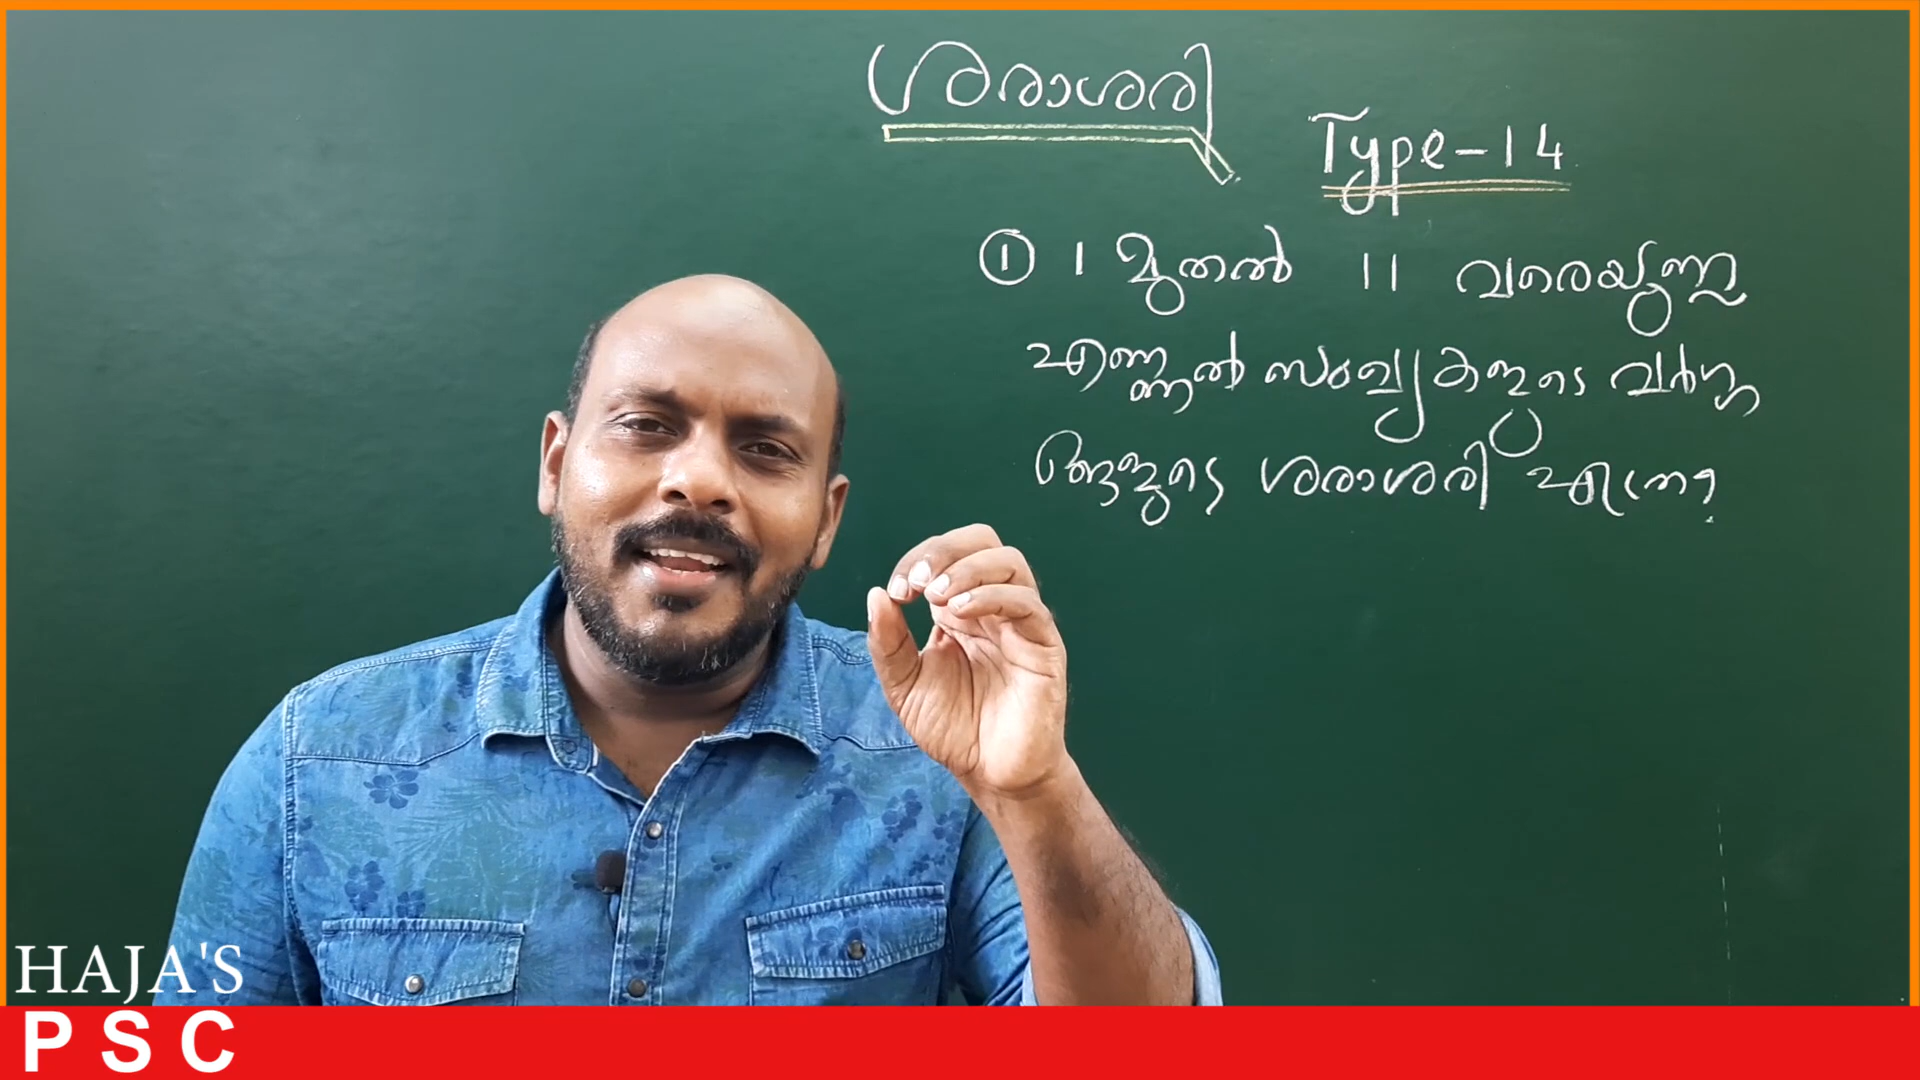 ശരാശരി
Type-14
① 1 മുതൽ 11 വരെയുള്ള
എണ്ണൽ സംഖ്യകളുടെ വർഗ്ഗ
ങ്ങളുടെ ശരാശരി എത്ര?
HAJA'S
PSC